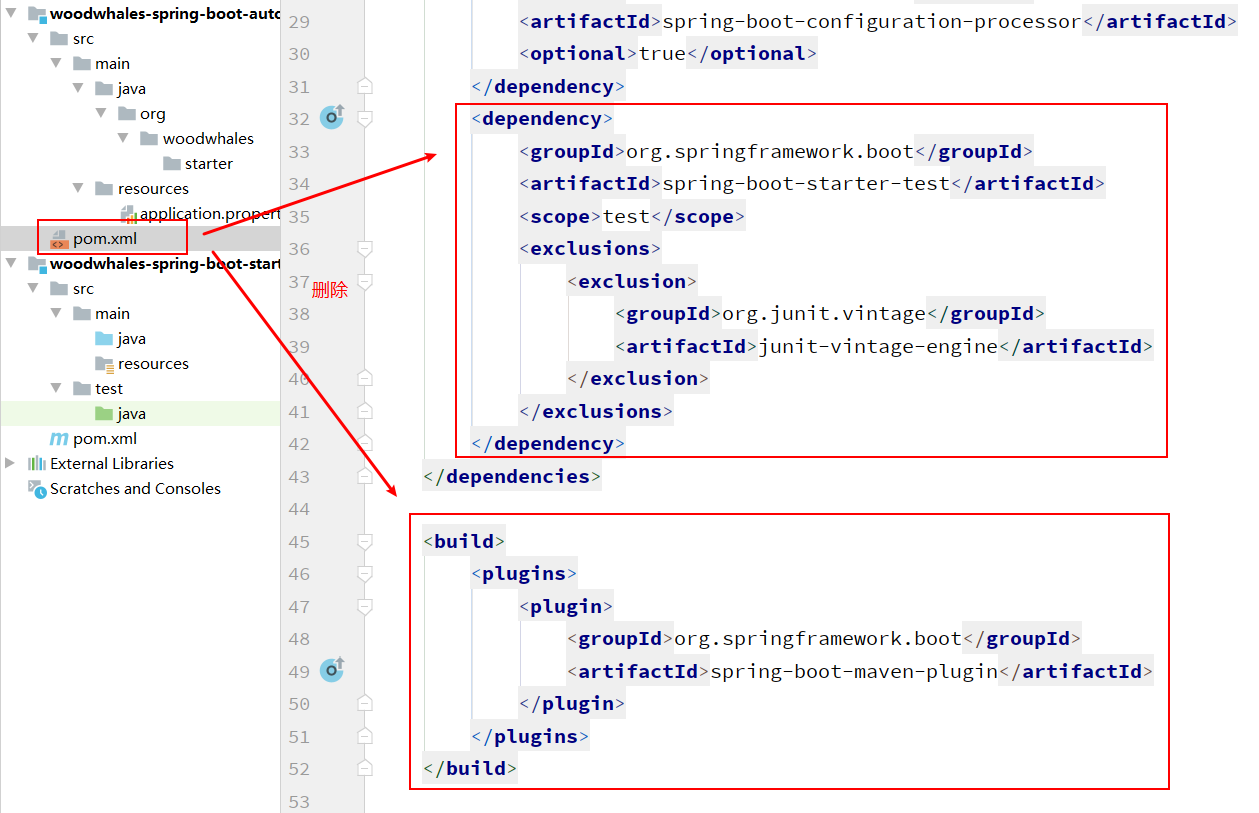 woodwhales-spring-boot-auto
src
main
java
org
woodwhales
starter
resources
application.propert
pom.xml
woodwhales-spring-boot-start
src
main
java
resources
test
java
pom.xml
External Libraries
Scratches and Consoles
删除
29 <artifactId>spring-boot-configuration-processor</artifactId>
30 <optional>true</optional>
31 </dependency>
32 <dependency>
33 <groupId>org.springframework.boot</groupId>
34 <artifactId>spring-boot-starter-test</artifactId>
35 <scope>test</scope>
36 <exclusions>
37 <exclusion>
38 <groupId>org.junit.vintage</groupId>
39 <artifactId>junit-vintage-engine</artifactId>
40 </exclusion>
41 </exclusions>
42 </dependency>
43 </dependencies>
44
45 <build>
46 <plugins>
47 <plugin>
48 <groupId>org.springframework.boot</groupId>
49 <artifactId>spring-boot-maven-plugin</artifactId>
50 </plugin>
51 </plugins>
52 </build>
53